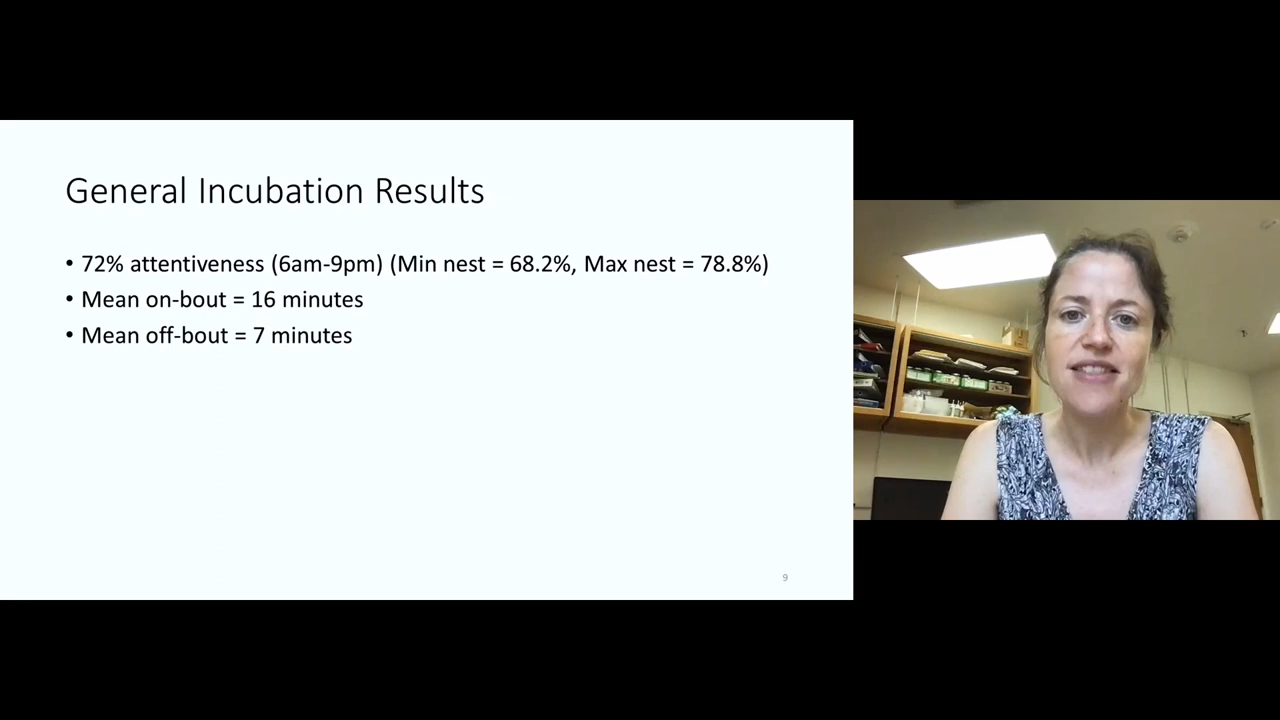 General Incubation Results
• 72% attentiveness (6am-9pm) (Min nest = 68.2%, Max nest = 78.8%)
• Mean on-bout = 16 minutes
• Mean off-bout = 7 minutes
9